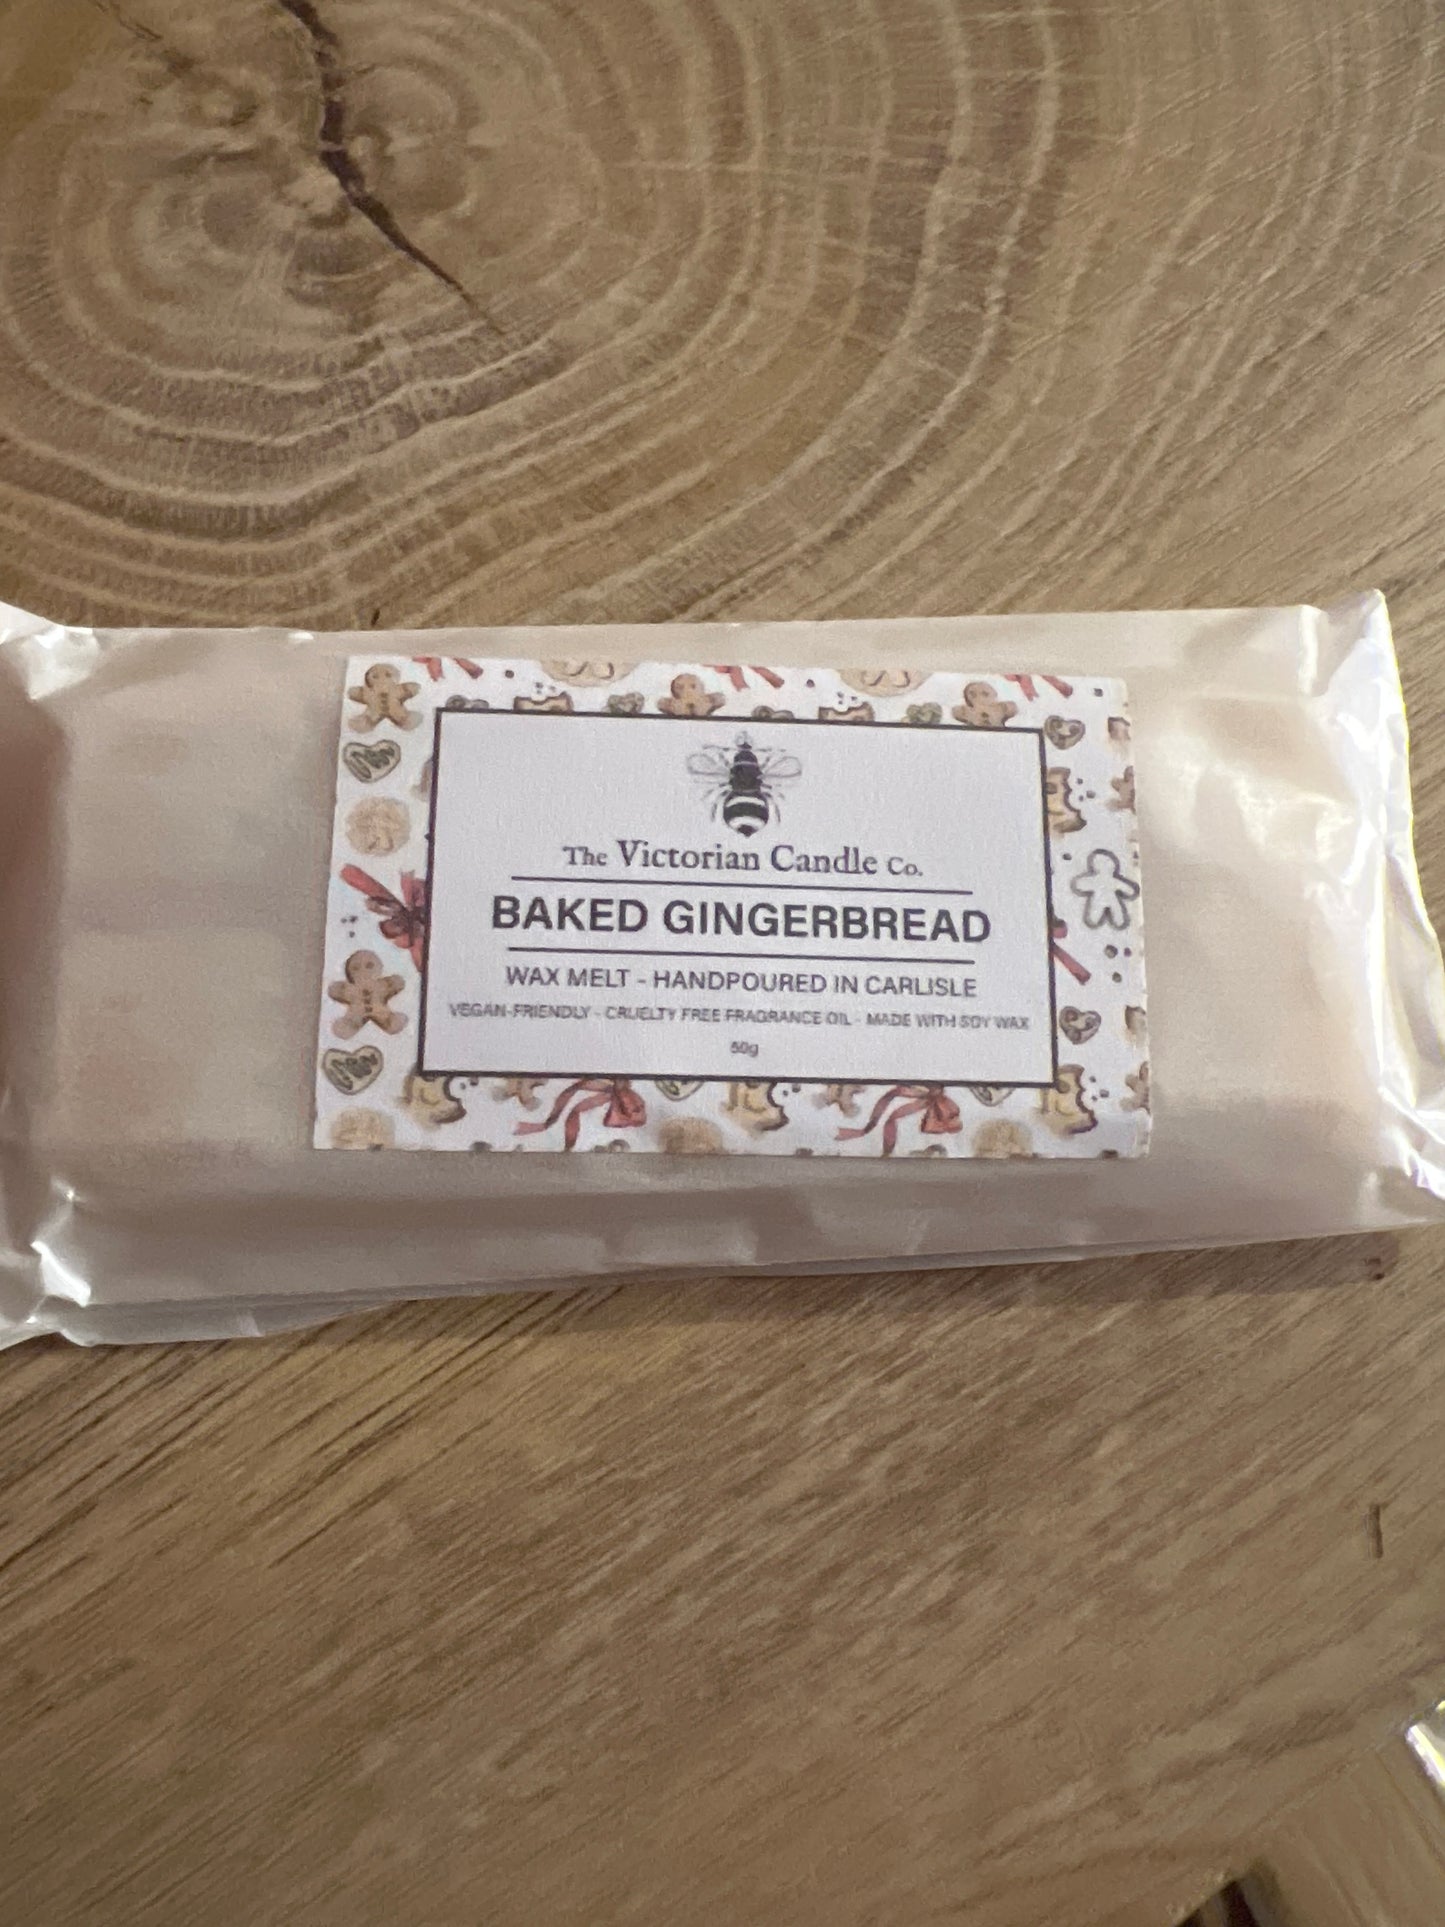 The Victorian Candle Co.
BAKED GINGERBREAD
WAX MELT - HANDPOURED IN CARLISLE
VEGAN-FRIENDLY - CRUELTY FREE FRAGRANCE OIL - MADE WITH SOY WAX
50g